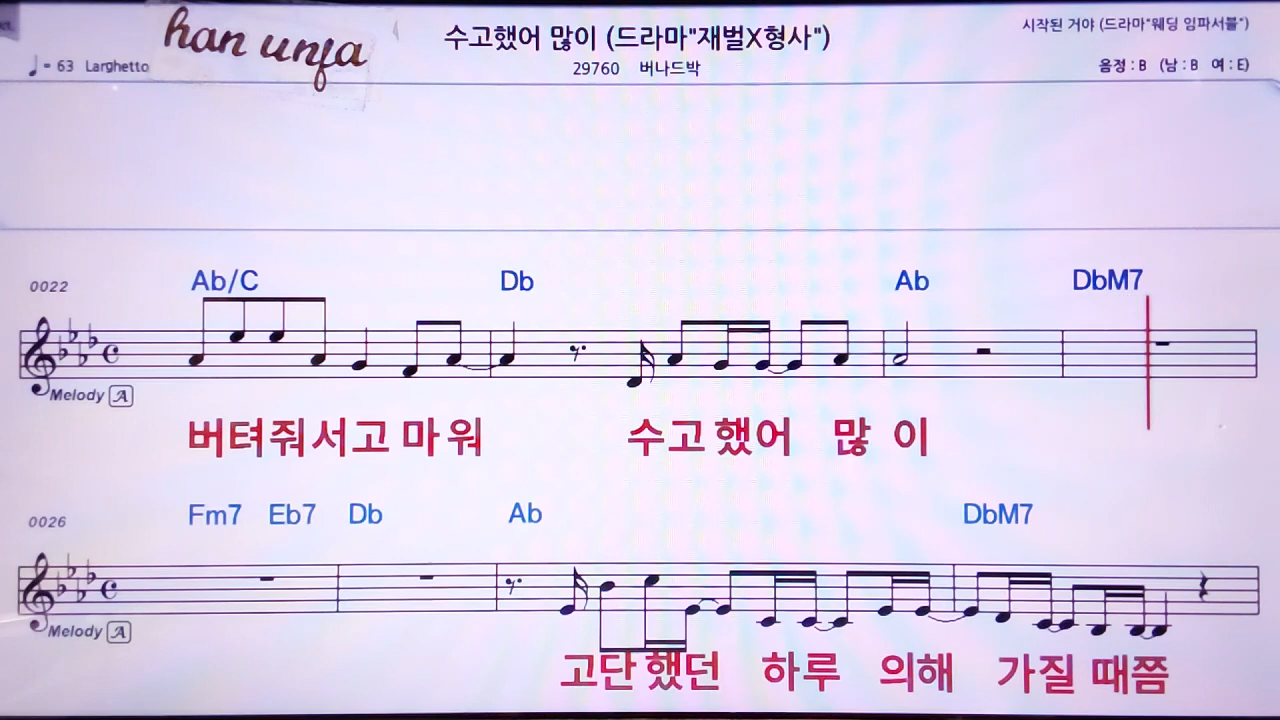 han unfa
수고했어 많이 (드라마"재벌X형사")
시작된 거야 (드라마"웨딩 임파서블")
♩= 63 Larghetto
29760 버나드박
음정 : B (남 : B 여 : E)
0022 Ab/C Db Ab DbM7
Melody A
버텨줘서고 마 워 수고 했어 많 이
0026 Fm7 Eb7 Db Ab DbM7
Melody A
고단 했던 하루 의해 가질 때쯤